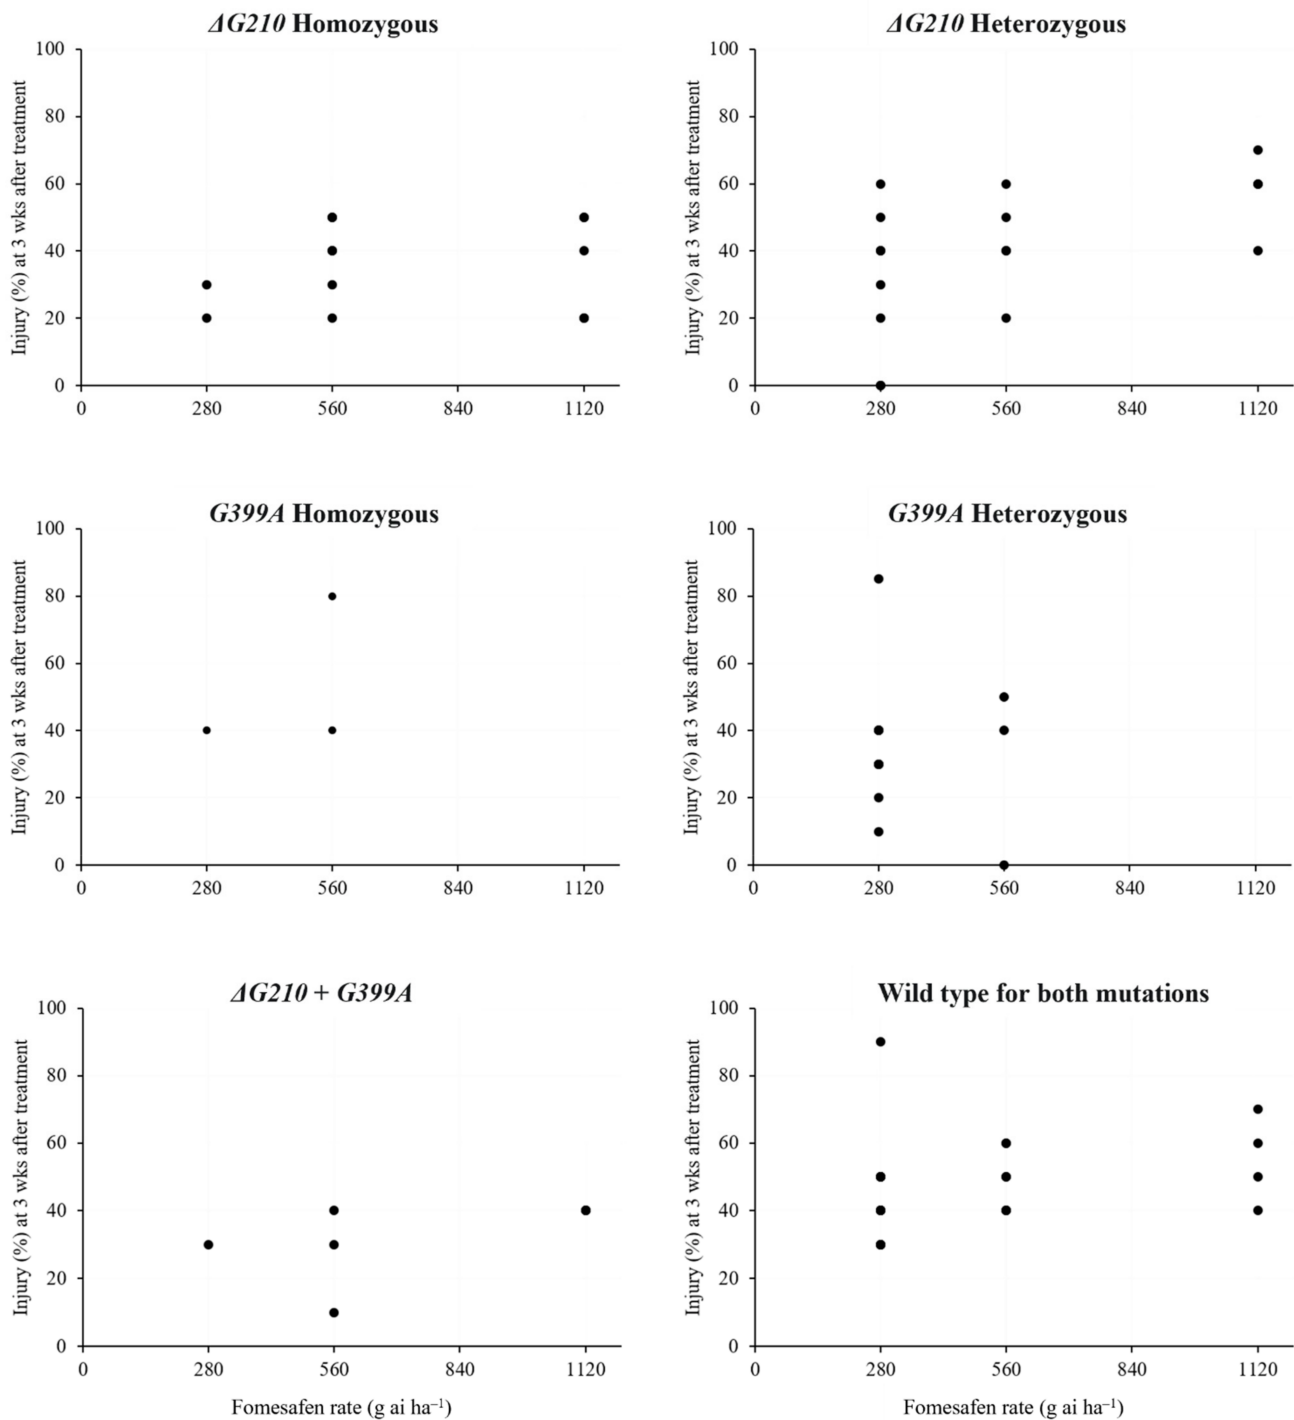 ΔG210 Homozygous
Injury (%) at 3 wks after treatment
100
80
60
40
20
0
0 280 560 840 1120
ΔG210 Heterozygous
Injury (%) at 3 wks after treatment
100
80
60
40
20
0
0 280 560 840 1120
G399A Homozygous
Injury (%) at 3 wks after treatment
100
80
60
40
20
0
0 280 560 840 1120
G399A Heterozygous
Injury (%) at 3 wks after treatment
100
80
60
40
20
0
0 280 560 840 1120
ΔG210 + G399A
Injury (%) at 3 wks after treatment
100
80
60
40
20
0
0 280 560 840 1120
Fomesafen rate (g ai ha⁻¹)
Wild type for both mutations
Injury (%) at 3 wks after treatment
100
80
60
40
20
0
0 280 560 840 1120
Fomesafen rate (g ai ha⁻¹)